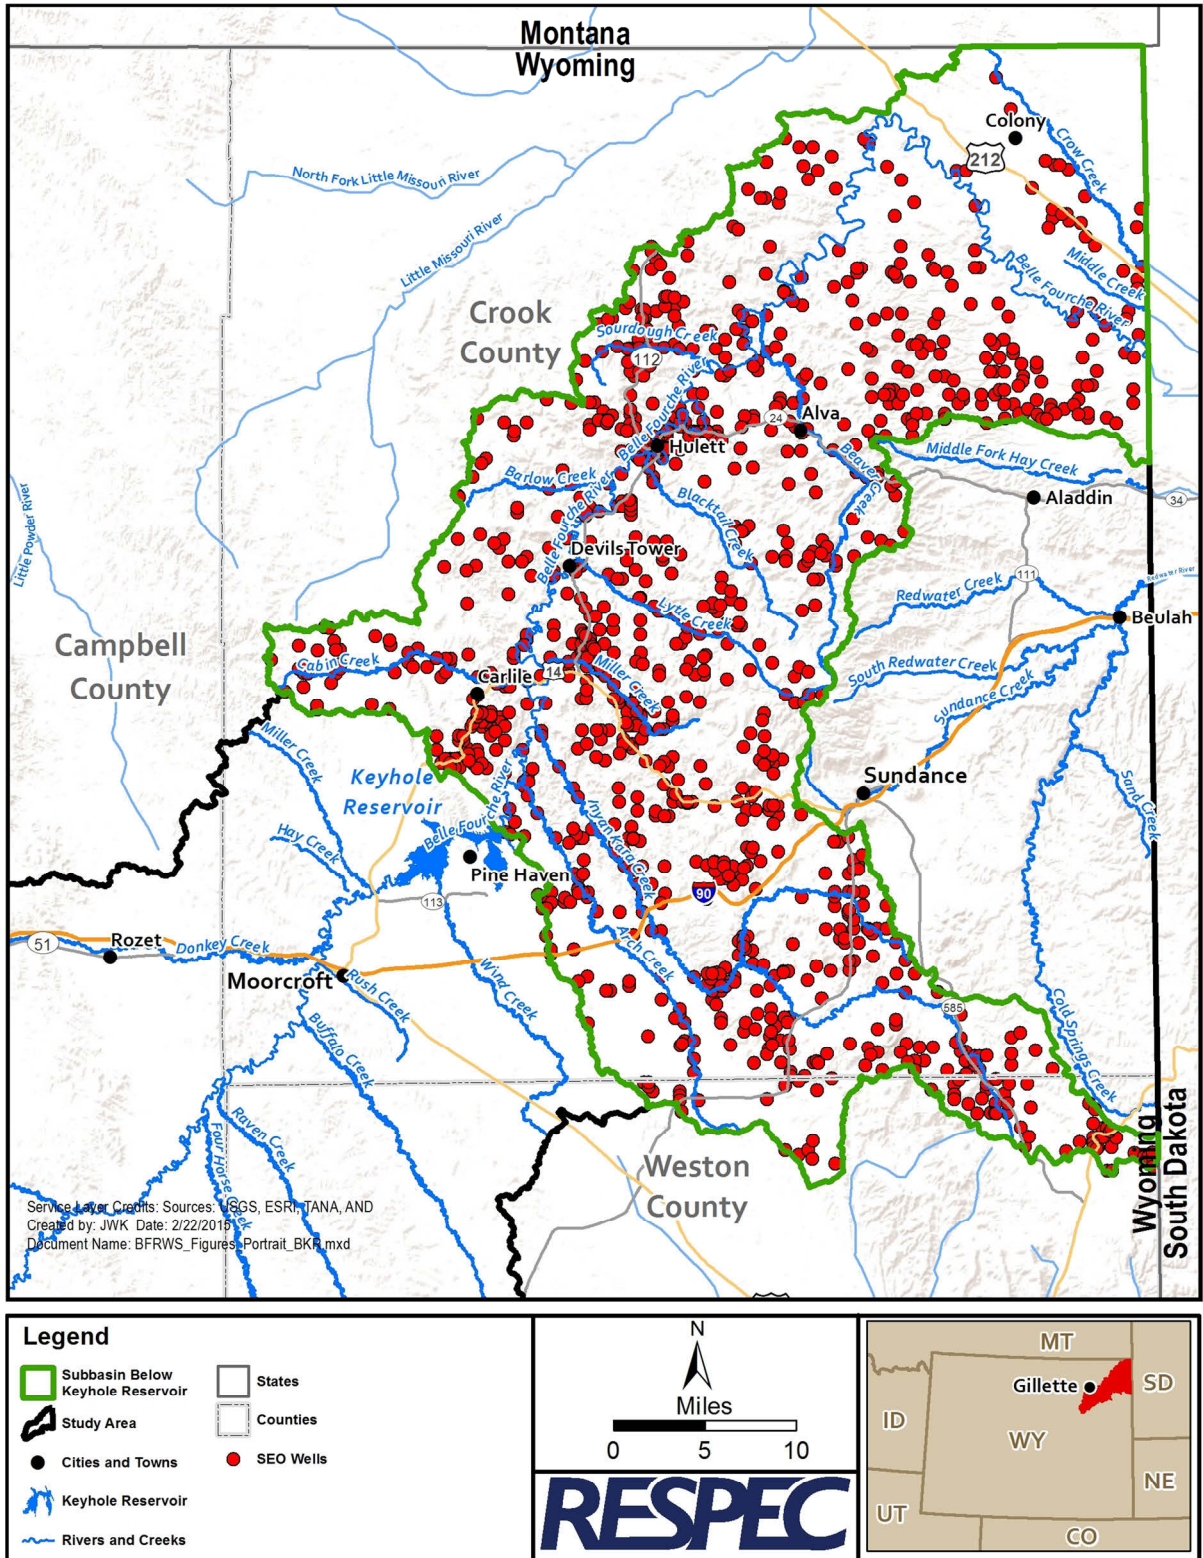 Montana
Wyoming
Colony
212
Crow Creek
North Fork Little Missouri River
Little Missouri River
Middle Creek
Belle Fourche River
Crook
County
Sourdough Creek
112
Belle Fourche River
24
Alva
Hulett
Beaver Creek
Middle Fork Hay Creek
Barlow Creek
Blacktail Creek
Aladdin
34
Little Powder River
Belle Fourche River
Devils Tower
111
Redwater Creek
Redwater River
Lytle Creek
Beulah
Campbell
County
Cabin Creek
Carlile
14
Miller Creek
South Redwater Creek
Sundance Creek
Miller Creek
Keyhole
Reservoir
Belle Fourche River
Sundance
Sand Creek
Hay Creek
Inyan Kara Creek
Pine Haven
113
90
51
Rozet
Donkey Creek
Arch Creek
Moorcroft
Rush Creek
Wind Creek
Buffalo Creek
585
Cold Springs Creek
Raven Creek
Four Horse Creek
Weston
County
Wyoming
South Dakota
Service Layer Credits: Sources: USGS, ESRI, TANA, AND
Created by: JWK Date: 2/22/2015
Document Name: BFRWS_Figures_Portrait_BKR.mxd
Legend
Subbasin Below
Keyhole Reservoir
Study Area
Cities and Towns
Keyhole Reservoir
Rivers and Creeks
States
Counties
SEO Wells
N
Miles
0 5 10
RESPEC
MT
Gillette
SD
ID
WY
NE
UT
CO